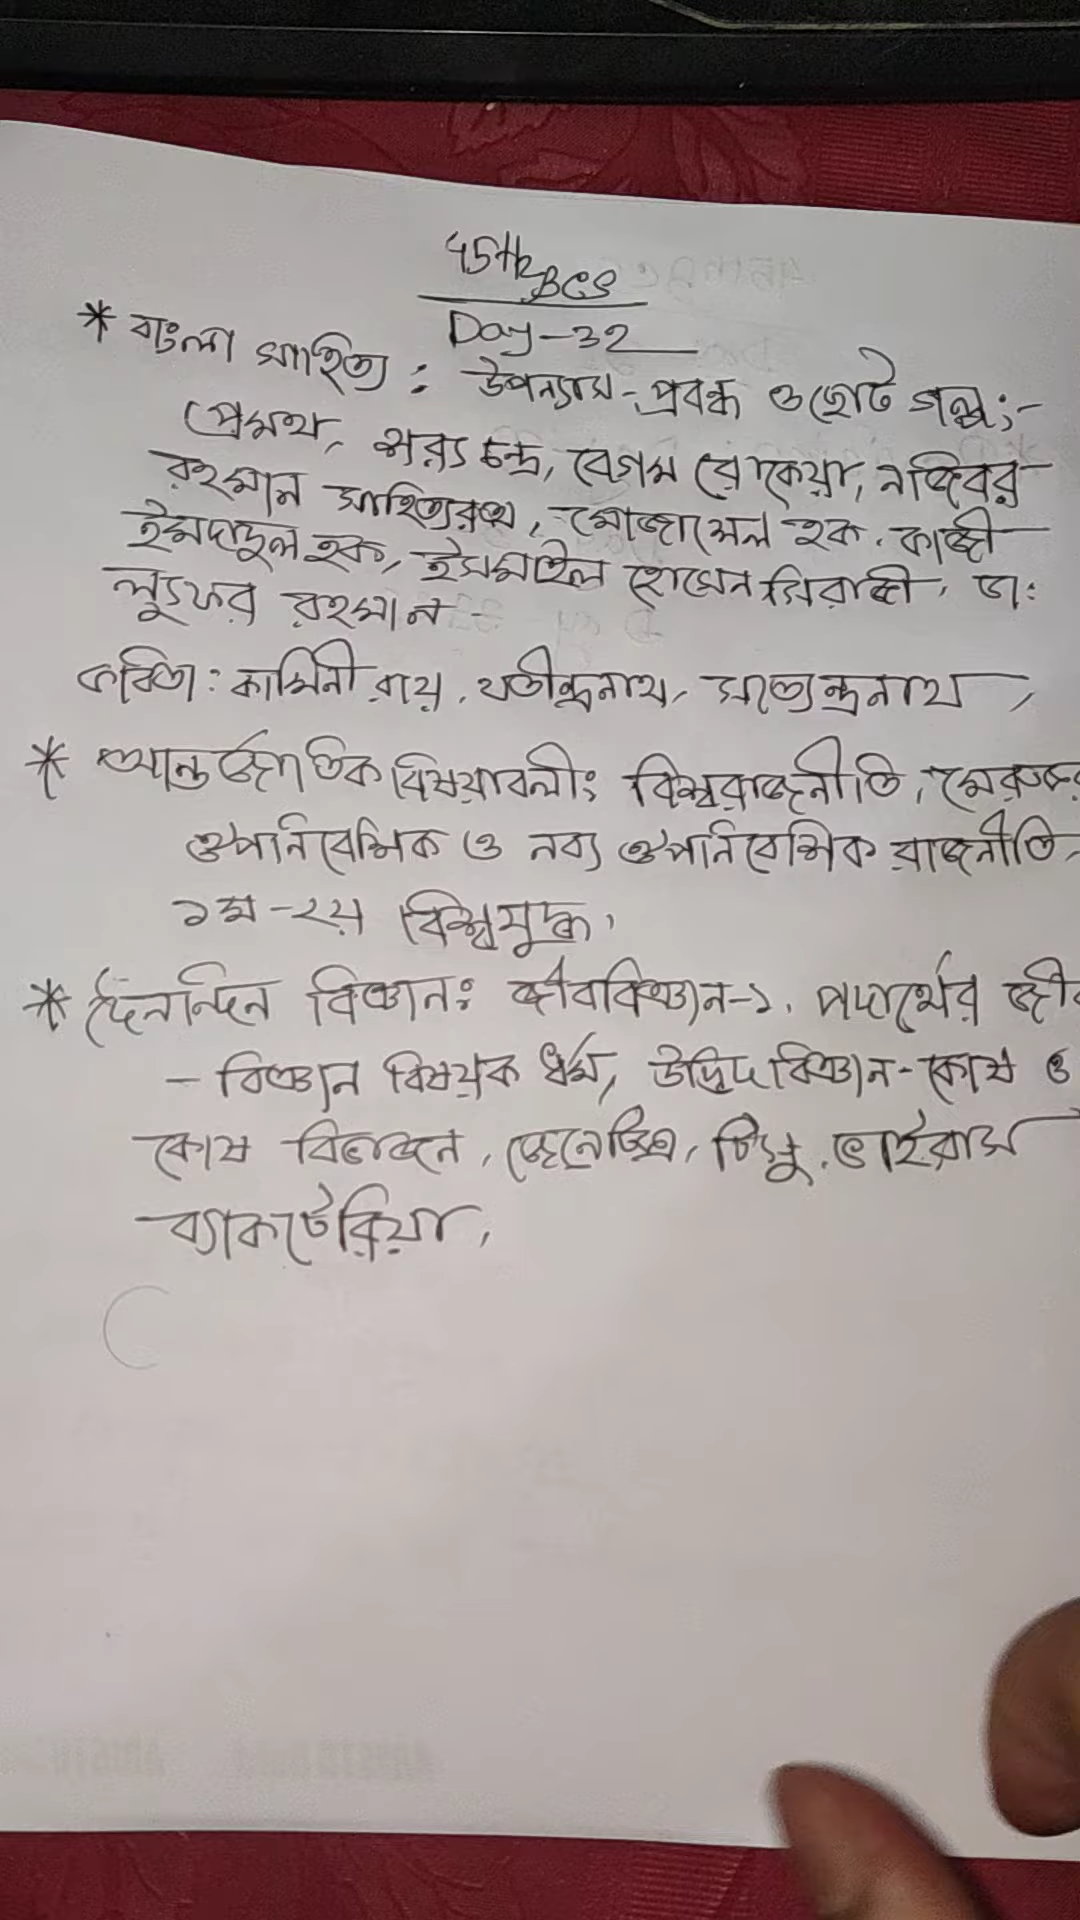 45th BCS
Day-32
* বাংলা সাহিত্য : উপন্যাস-প্রবন্ধ ও ছোট গল্প;-
প্রমথ, শরৎচন্দ্র, বেগম রোকেয়া, নজিবর
রহমান সাহিত্যরত্ন, মোজাম্মেল হক, কাজী
ইমদাদুল হক, ইসমাইল হোসেন সিরাজী, ডা:
লুৎফর রহমান
কবিতা: কামিনী রায়, যতীন্দ্রনাথ, সত্যেন্দ্রনাথ,
* আন্তর্জাতিক বিষয়াবলীঃ বিশ্বরাজনীতি,
ঔপনিবেশিক ও নব্য ঔপনিবেশিক রাজনীতি,
১ম-২য় বিশ্বযুদ্ধ,
* দৈনন্দিন বিজ্ঞানঃ জীববিজ্ঞান-১, পদার্থের জীব
- বিজ্ঞান বিষয়ক ধর্ম, উদ্ভিদবিজ্ঞান-কোষ ও
কোষ বিভাজন, জেনেটিক্স, টিস্যু, ভাইরাস
ব্যাকটেরিয়া,